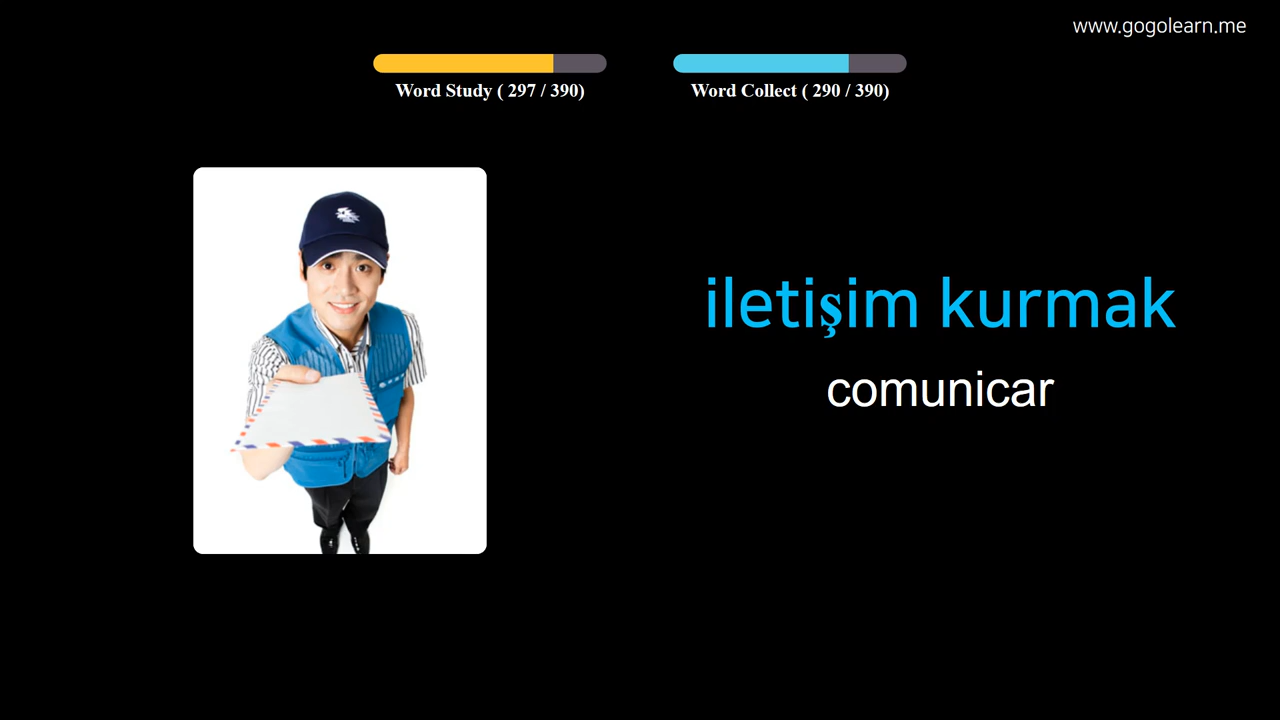 www.gogolearn.me
Word Study ( 297 / 390)
Word Collect ( 290 / 390)
iletişim kurmak
comunicar